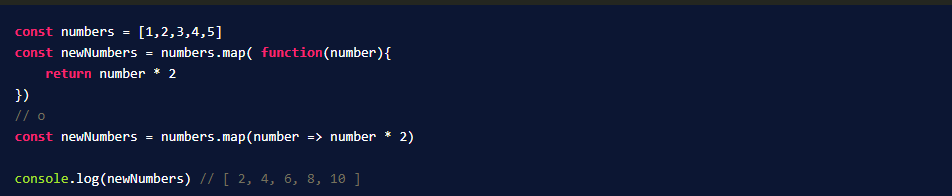 const numbers = [1,2,3,4,5]
const newNumbers = numbers.map( function(number){
    return number * 2
})
// o
const newNumbers = numbers.map(number => number * 2)
console.log(newNumbers) // [ 2, 4, 6, 8, 10 ]